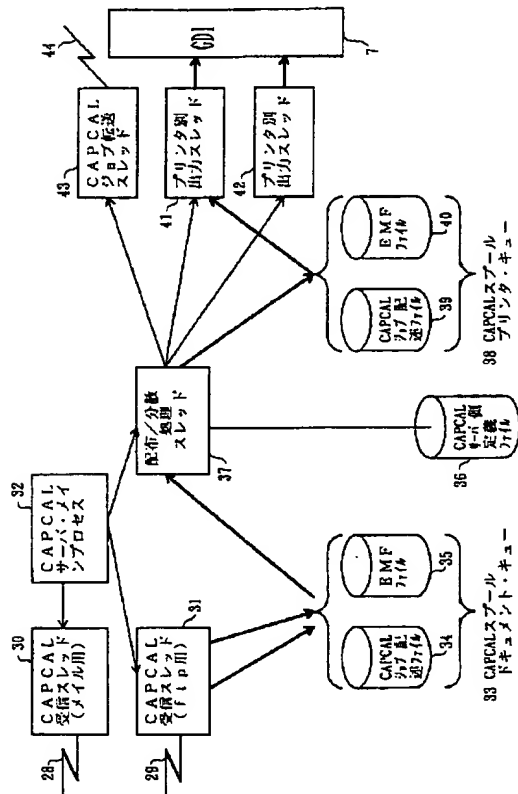 28
30
CAPCAL
受信スレッド
(メイル用)
32
CAPCAL
サーバ・メイ
ンプロセス
29
31
CAPCAL
受信スレッド
(ftp用)
34
CAPCAL
ジョブ記
述ファイル
35
EMF
ファイル
33 CAPCALスプール
ドキュメント・キュー
37
配布/分散
処理
スレッド
36
CAPCAL
サーバ側
定義
ファイル
43
CAPCAL
ジョブ転送
スレッド
44
41
プリンタ別
出力スレッド
42
プリンタ別
出力スレッド
39
CAPCAL
ジョブ記
述ファイル
40
EMF
ファイル
38 CAPCALスプール
プリンタ・キュー
GDI
7